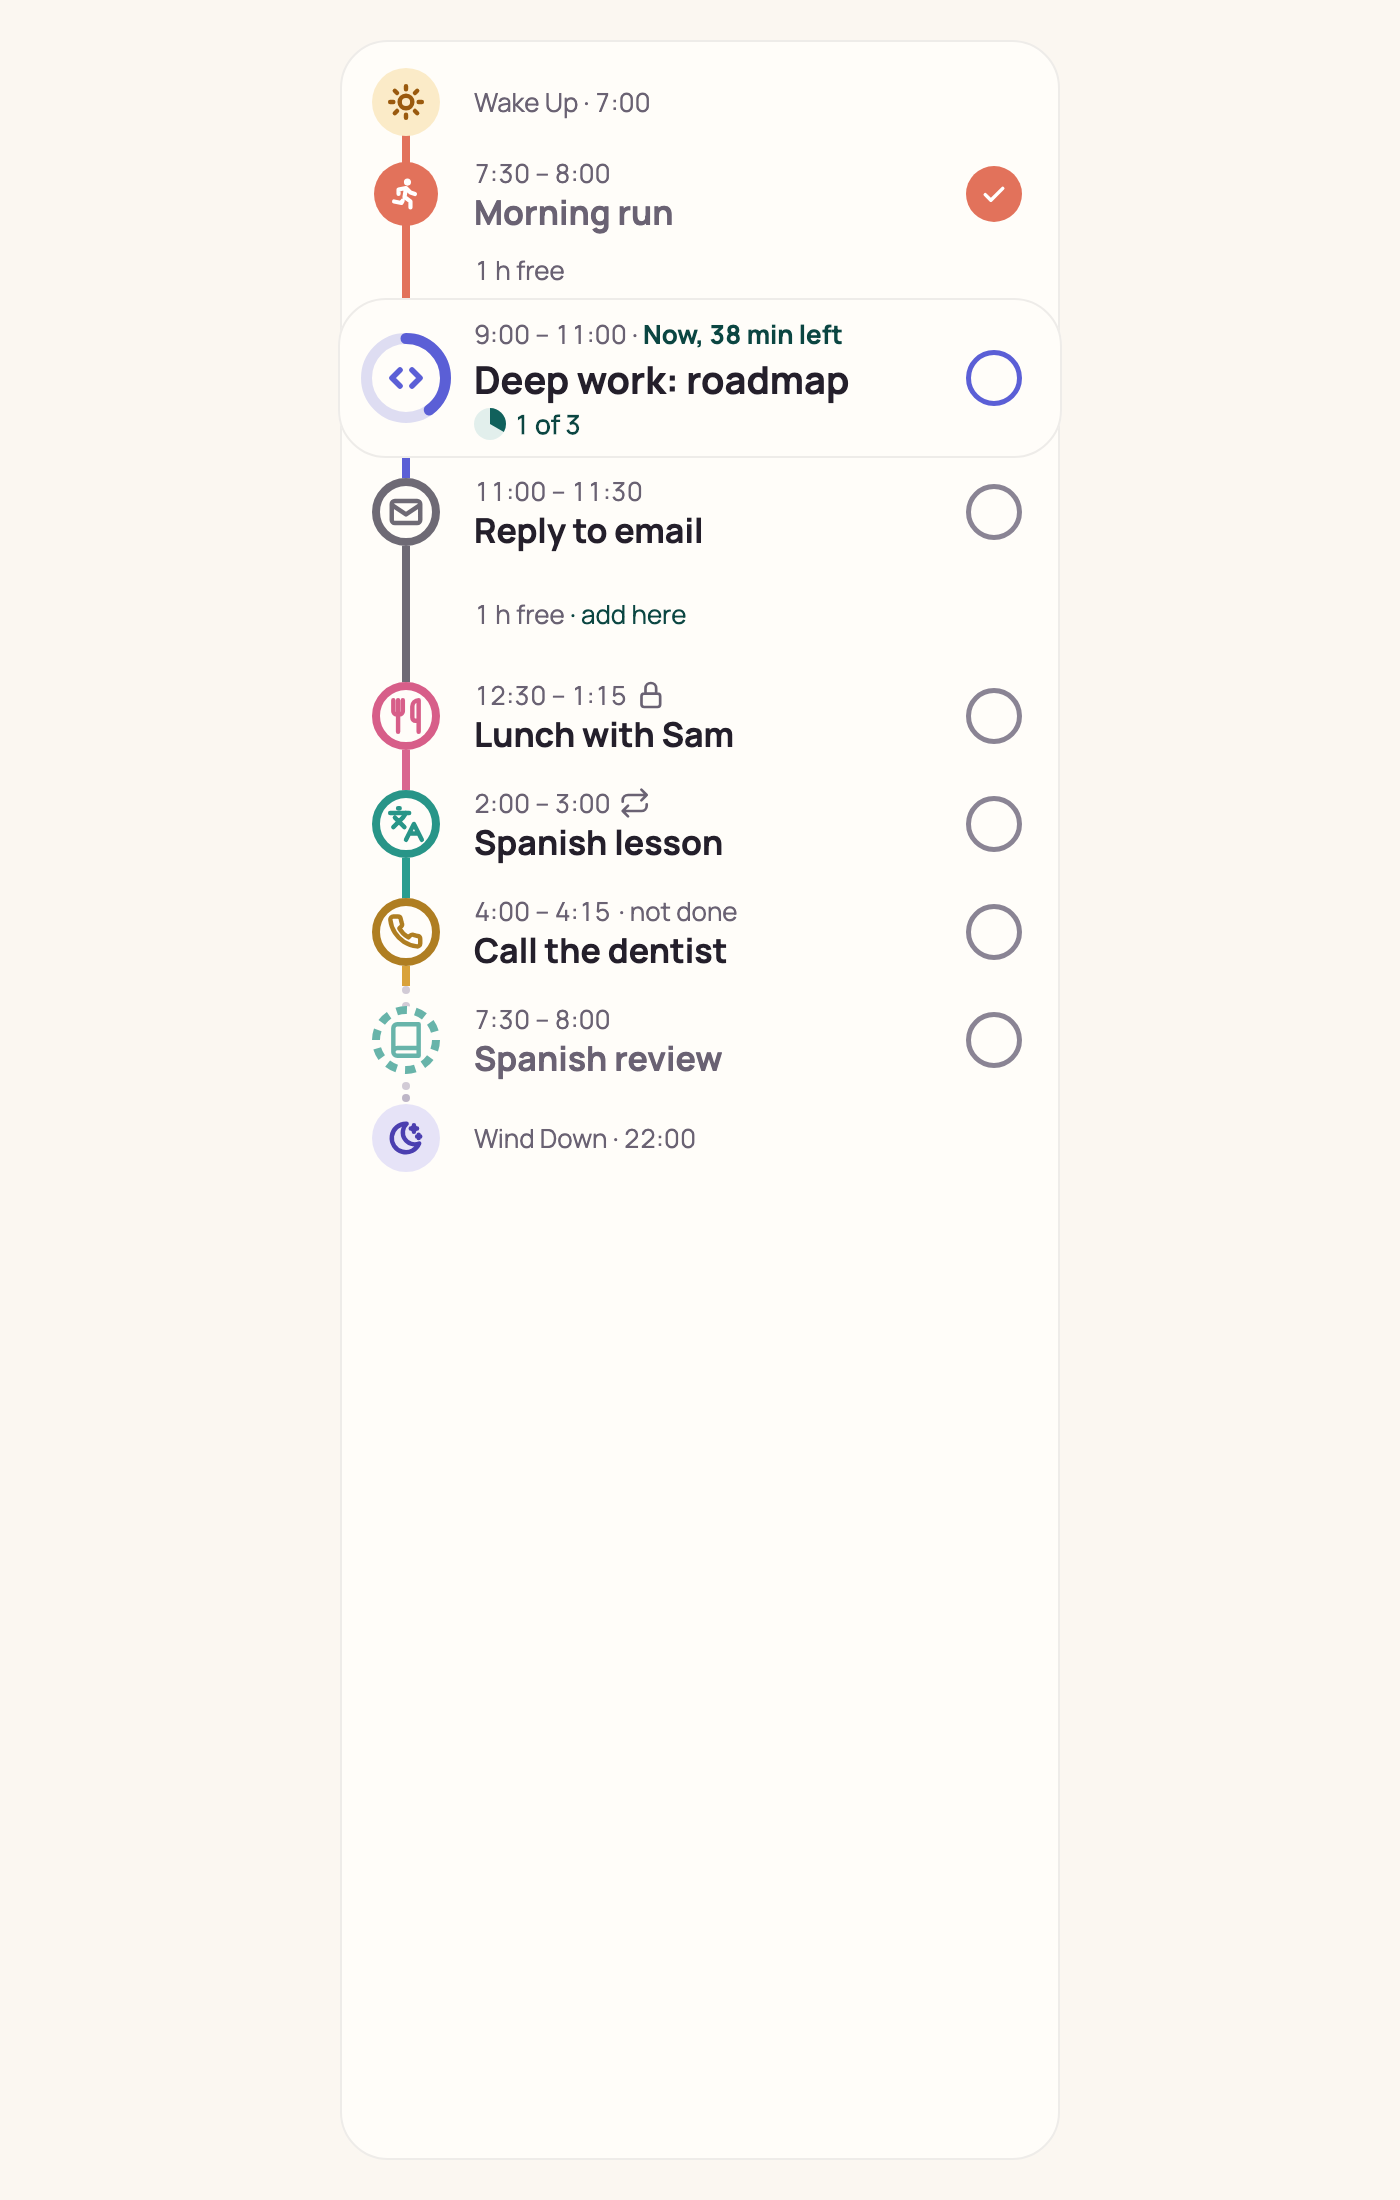 Wake Up · 7:00
7:30 – 8:00
Morning run
1 h free
9:00 – 11:00 · Now, 38 min left
Deep work: roadmap
1 of 3
11:00 – 11:30
Reply to email
1 h free · add here
12:30 – 1:15
Lunch with Sam
2:00 – 3:00
Spanish lesson
4:00 – 4:15 · not done
Call the dentist
7:30 – 8:00
Spanish review
Wind Down · 22:00